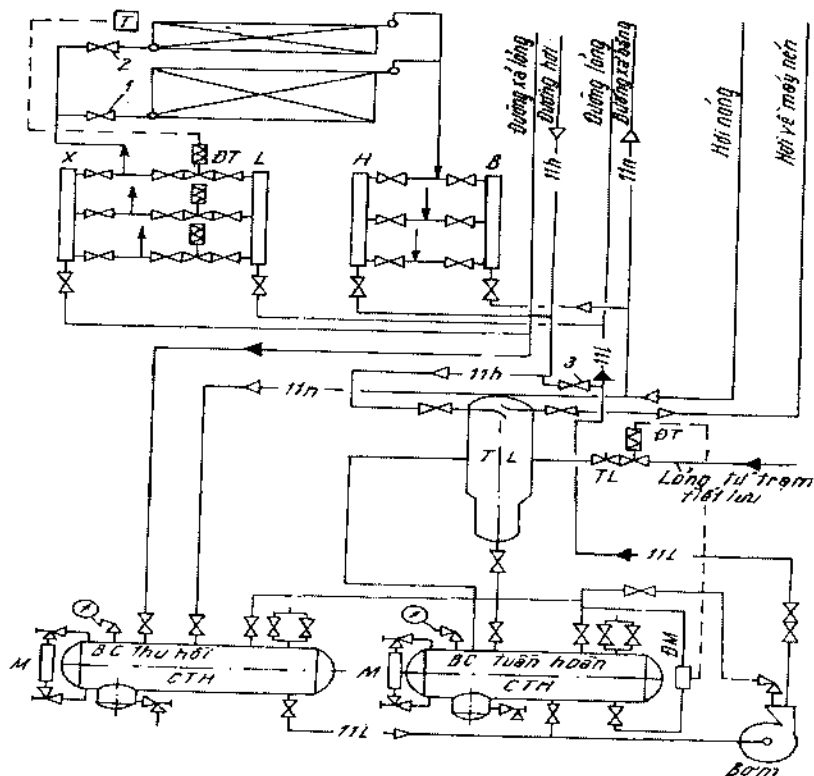 T
2
1
Đường xả lỏng
Đường hơi
Đường lỏng
Đường xả băng
Hơi nóng
Hơi về máy nén
11h
11n
X
ĐT
L
H
B
3
11L
11h
11n
T L
ĐT
TL
Lỏng từ trạm
tiết lưu
11L
ĐM
M
BC Thu hồi
CTH
M
BC Tuần hoàn
CTH
11L
Bơm